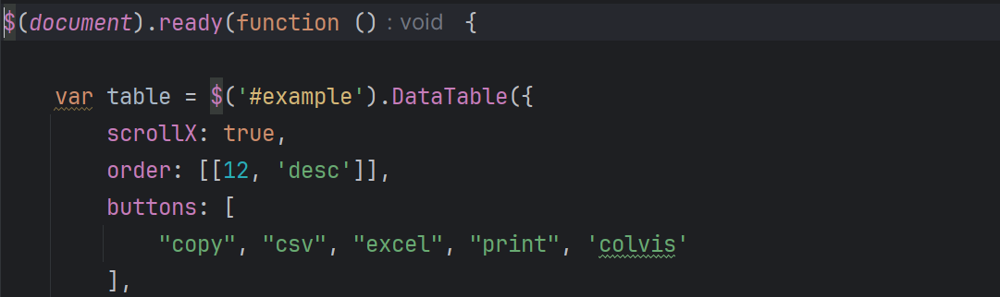 $(document).ready(function () : void {
var table = $('#example').DataTable({
scrollX: true,
order: [[12, 'desc']],
buttons: [
"copy", "csv", "excel", "print", 'colvis'
],